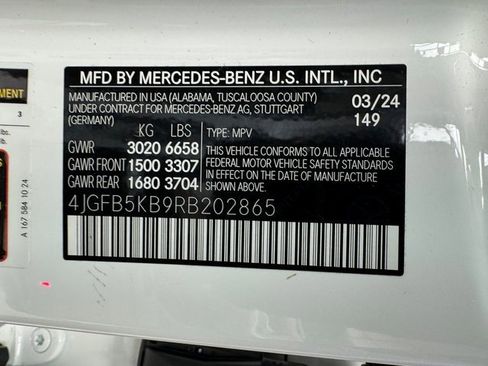 MFD BY MERCEDES-BENZ U.S. INTL., INC
MANUFACTURED IN USA (ALABAMA, TUSCALOOSA COUNTY)
UNDER CONTRACT FOR MERCEDES-BENZ AG, STUTTGART
(GERMANY)
03/24
149
KG LBS
GVWR 3020 6658
GAWR FRONT 1500 3307
GAWR REAR 1680 3704
TYPE: MPV
THIS VEHICLE CONFORMS TO ALL APPLICABLE
FEDERAL MOTOR VEHICLE SAFETY STANDARDS
IN EFFECT ON THE DATE OF MANUFACTURE
SHOWN ABOVE.
4JGFB5KB9RB202865
3
lbs.
A 167 584 10 24